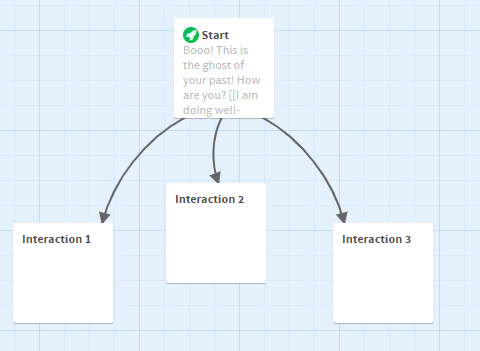 Start
Booo! This is
the ghost of
your past! How
are you? [[I am
doing well-
Interaction 2
Interaction 1
Interaction 3